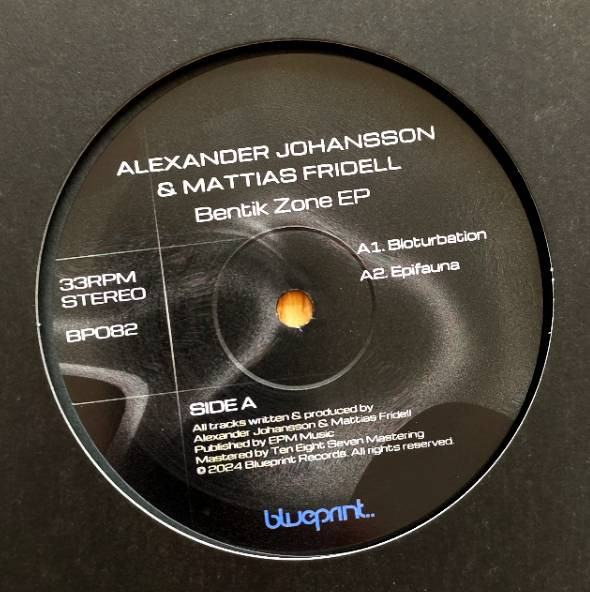 ALEXANDER JOHANSSON
& MATTIAS FRIDELL
Bentik Zone EP
A1. Bioturbation
A2. Epifauna
33RPM
STEREO
BP082
SIDE A
All tracks written & produced by
Alexander Johansson & Mattias Fridell
Published by EPM Music
Mastered by Ten Eight Seven Mastering
© 2024 Blueprint Records. All rights reserved.
blueprint..